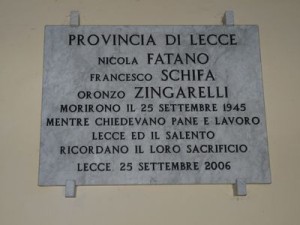 PROVINCIA DI LECCE
NICOLA FATANO
FRANCESCO SCHIFA
ORONZO ZINGARELLI
MORIRONO IL 25 SETTEMBRE 1945
MENTRE CHIEDEVANO PANE E LAVORO
LECCE ED IL SALENTO
RICORDANO IL LORO SACRIFICIO
LECCE 25 SETTEMBRE 2006